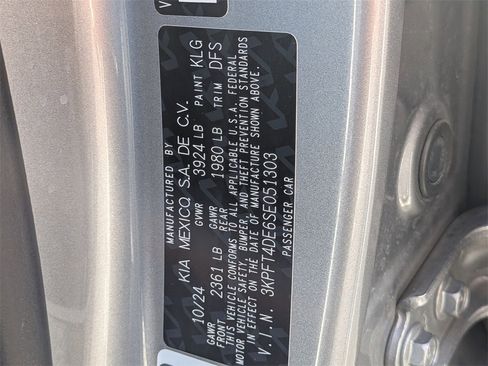 MANUFACTURED BY
KIA MEXICO, S.A. DE C.V.
10/24 GVWR 3924 LB PAINT KLG
GAWR FRONT 2361 LB GAWR REAR 1980 LB TRIM DFS
THIS VEHICLE CONFORMS TO ALL APPLICABLE U.S.A. FEDERAL
MOTOR VEHICLE SAFETY, BUMPER, AND THEFT PREVENTION STANDARDS
IN EFFECT ON THE DATE OF MANUFACTURE SHOWN ABOVE.
V.I.N. 3KPFT4DE6SE051303
PASSENGER CAR